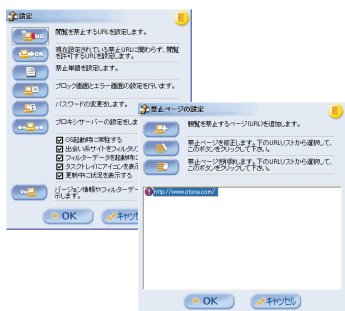 設定
NG
閲覧を禁止するURLを設定します。
OK
現在設定されている禁止URLに関わらず、閲覧
を許可するURLを設定します。
禁止単語を設定します。
ブロック画面とエラー画面の設定を行います。
パスワードの変更をします。
プロキシサーバーの設定をしま
OS起動時に常駐する
出会い系サイトをフィルタリ
フィルターデータを起動時に
タスクトレイにアイコンを表示
更新中に状況を表示する
Ver
バージョン情報やフィルターデー
示します。
OK
キャンセ
禁止ページの設定
閲覧を禁止するページ(URL)を追加します。
禁止ページを修正します。下のURLリストから選択して、
このボタンをクリックして下さい。
禁止ページを削除します。下のURLリストから選択して、
このボタンをクリックして下さい。
http://www.otona.com/
OK
キャンセル